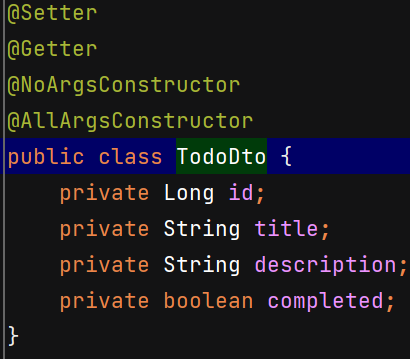 @Setter
@Getter
@NoArgsConstructor
@AllArgsConstructor
public class TodoDto {
    private Long id;
    private String title;
    private String description;
    private boolean completed;
}